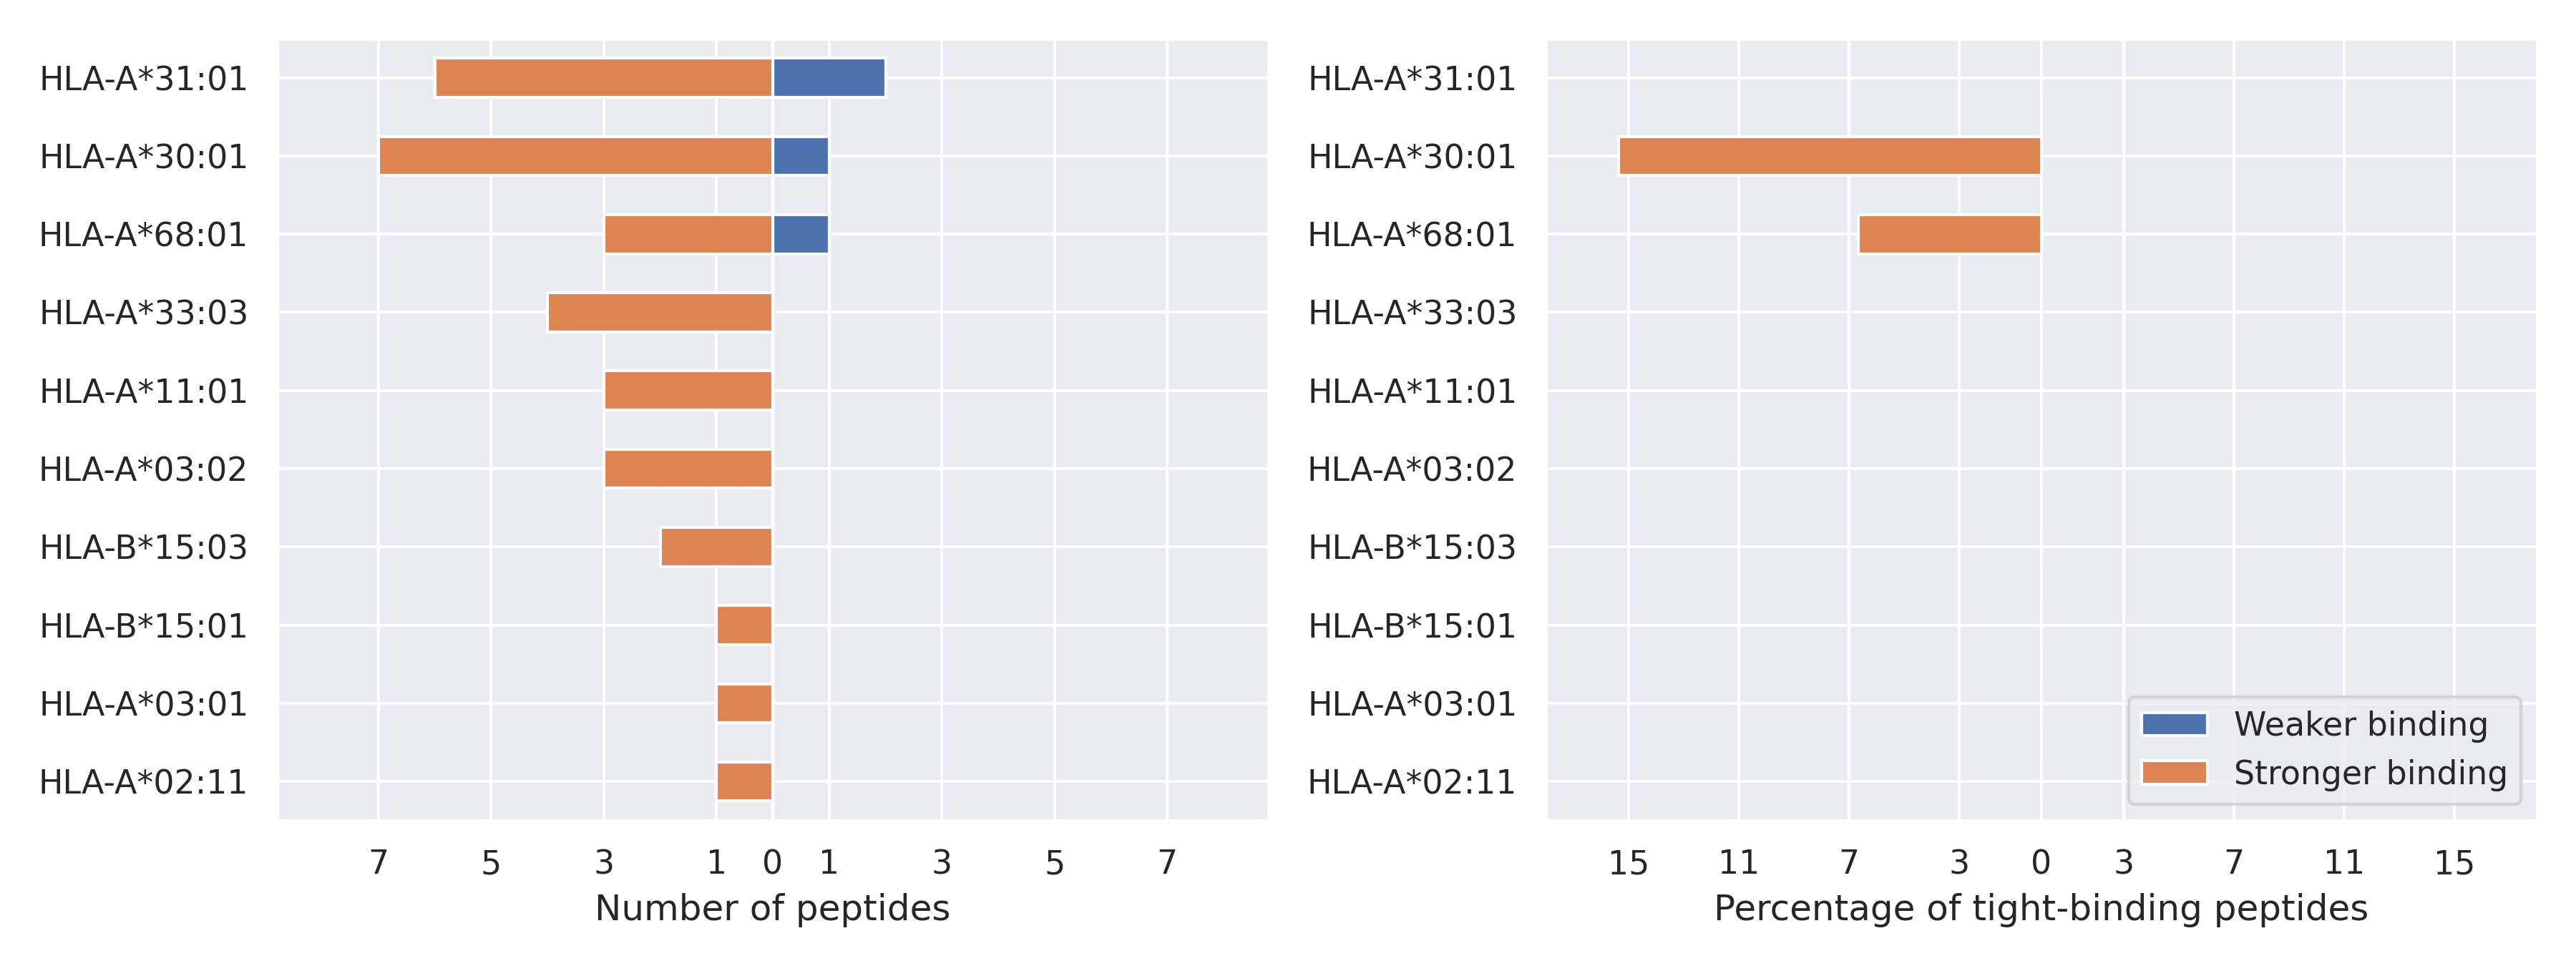 HLA-A*31:01
HLA-A*30:01
HLA-A*68:01
HLA-A*33:03
HLA-A*11:01
HLA-A*03:02
HLA-B*15:03
HLA-B*15:01
HLA-A*03:01
HLA-A*02:11
7 5 3 1 0 1 3 5 7
Number of peptides
HLA-A*31:01
HLA-A*30:01
HLA-A*68:01
HLA-A*33:03
HLA-A*11:01
HLA-A*03:02
HLA-B*15:03
HLA-B*15:01
HLA-A*03:01
HLA-A*02:11
Weaker binding
Stronger binding
15 11 7 3 0 3 7 11 15
Percentage of tight-binding peptides